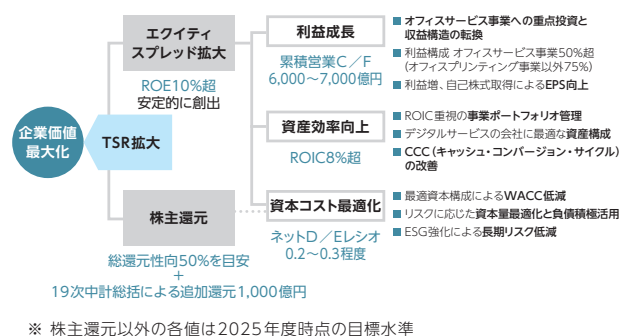 企業価値
最大化
TSR拡大
エクイティ
スプレッド拡大
ROE10%超
安定的に創出
株主還元
総還元性向50%を目安
+
19次中計総括による追加還元1,000億円
利益成長
累積営業C/F
6,000〜7,000億円
資産効率向上
ROIC8%超
資本コスト最適化
ネットD/Eレシオ
0.2〜0.3程度
■ オフィスサービス事業への重点投資と
収益構造の転換
■ 利益構成 オフィスサービス事業50%超
(オフィスプリンティング事業以外75%)
■ 利益増、自己株式取得によるEPS向上
■ ROIC重視の事業ポートフォリオ管理
■ デジタルサービスの会社に最適な資産構成
■ CCC(キャッシュ・コンバージョン・サイクル)
の改善
■ 最適資本構成によるWACC低減
■ リスクに応じた資本量最適化と負債積極活用
■ ESG強化による長期リスク低減
※ 株主還元以外の各値は2025年度時点の目標水準